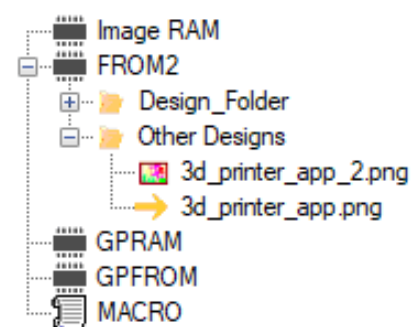 Image RAM
FROM2
Design_Folder
Other Designs
3d_printer_app_2.png
3d_printer_app.png
GPRAM
GPFROM
MACRO